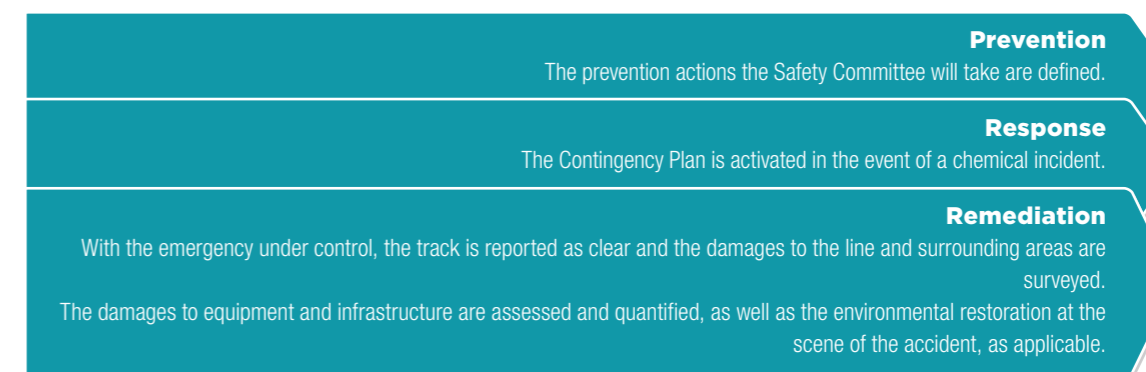 Prevention
The prevention actions the Safety Committee will take are defined.
Response
The Contingency Plan is activated in the event of a chemical incident.
Remediation
With the emergency under control, the track is reported as clear and the damages to the line and surrounding areas are
surveyed.
The damages to equipment and infrastructure are assessed and quantified, as well as the environmental restoration at the
scene of the accident, as applicable.